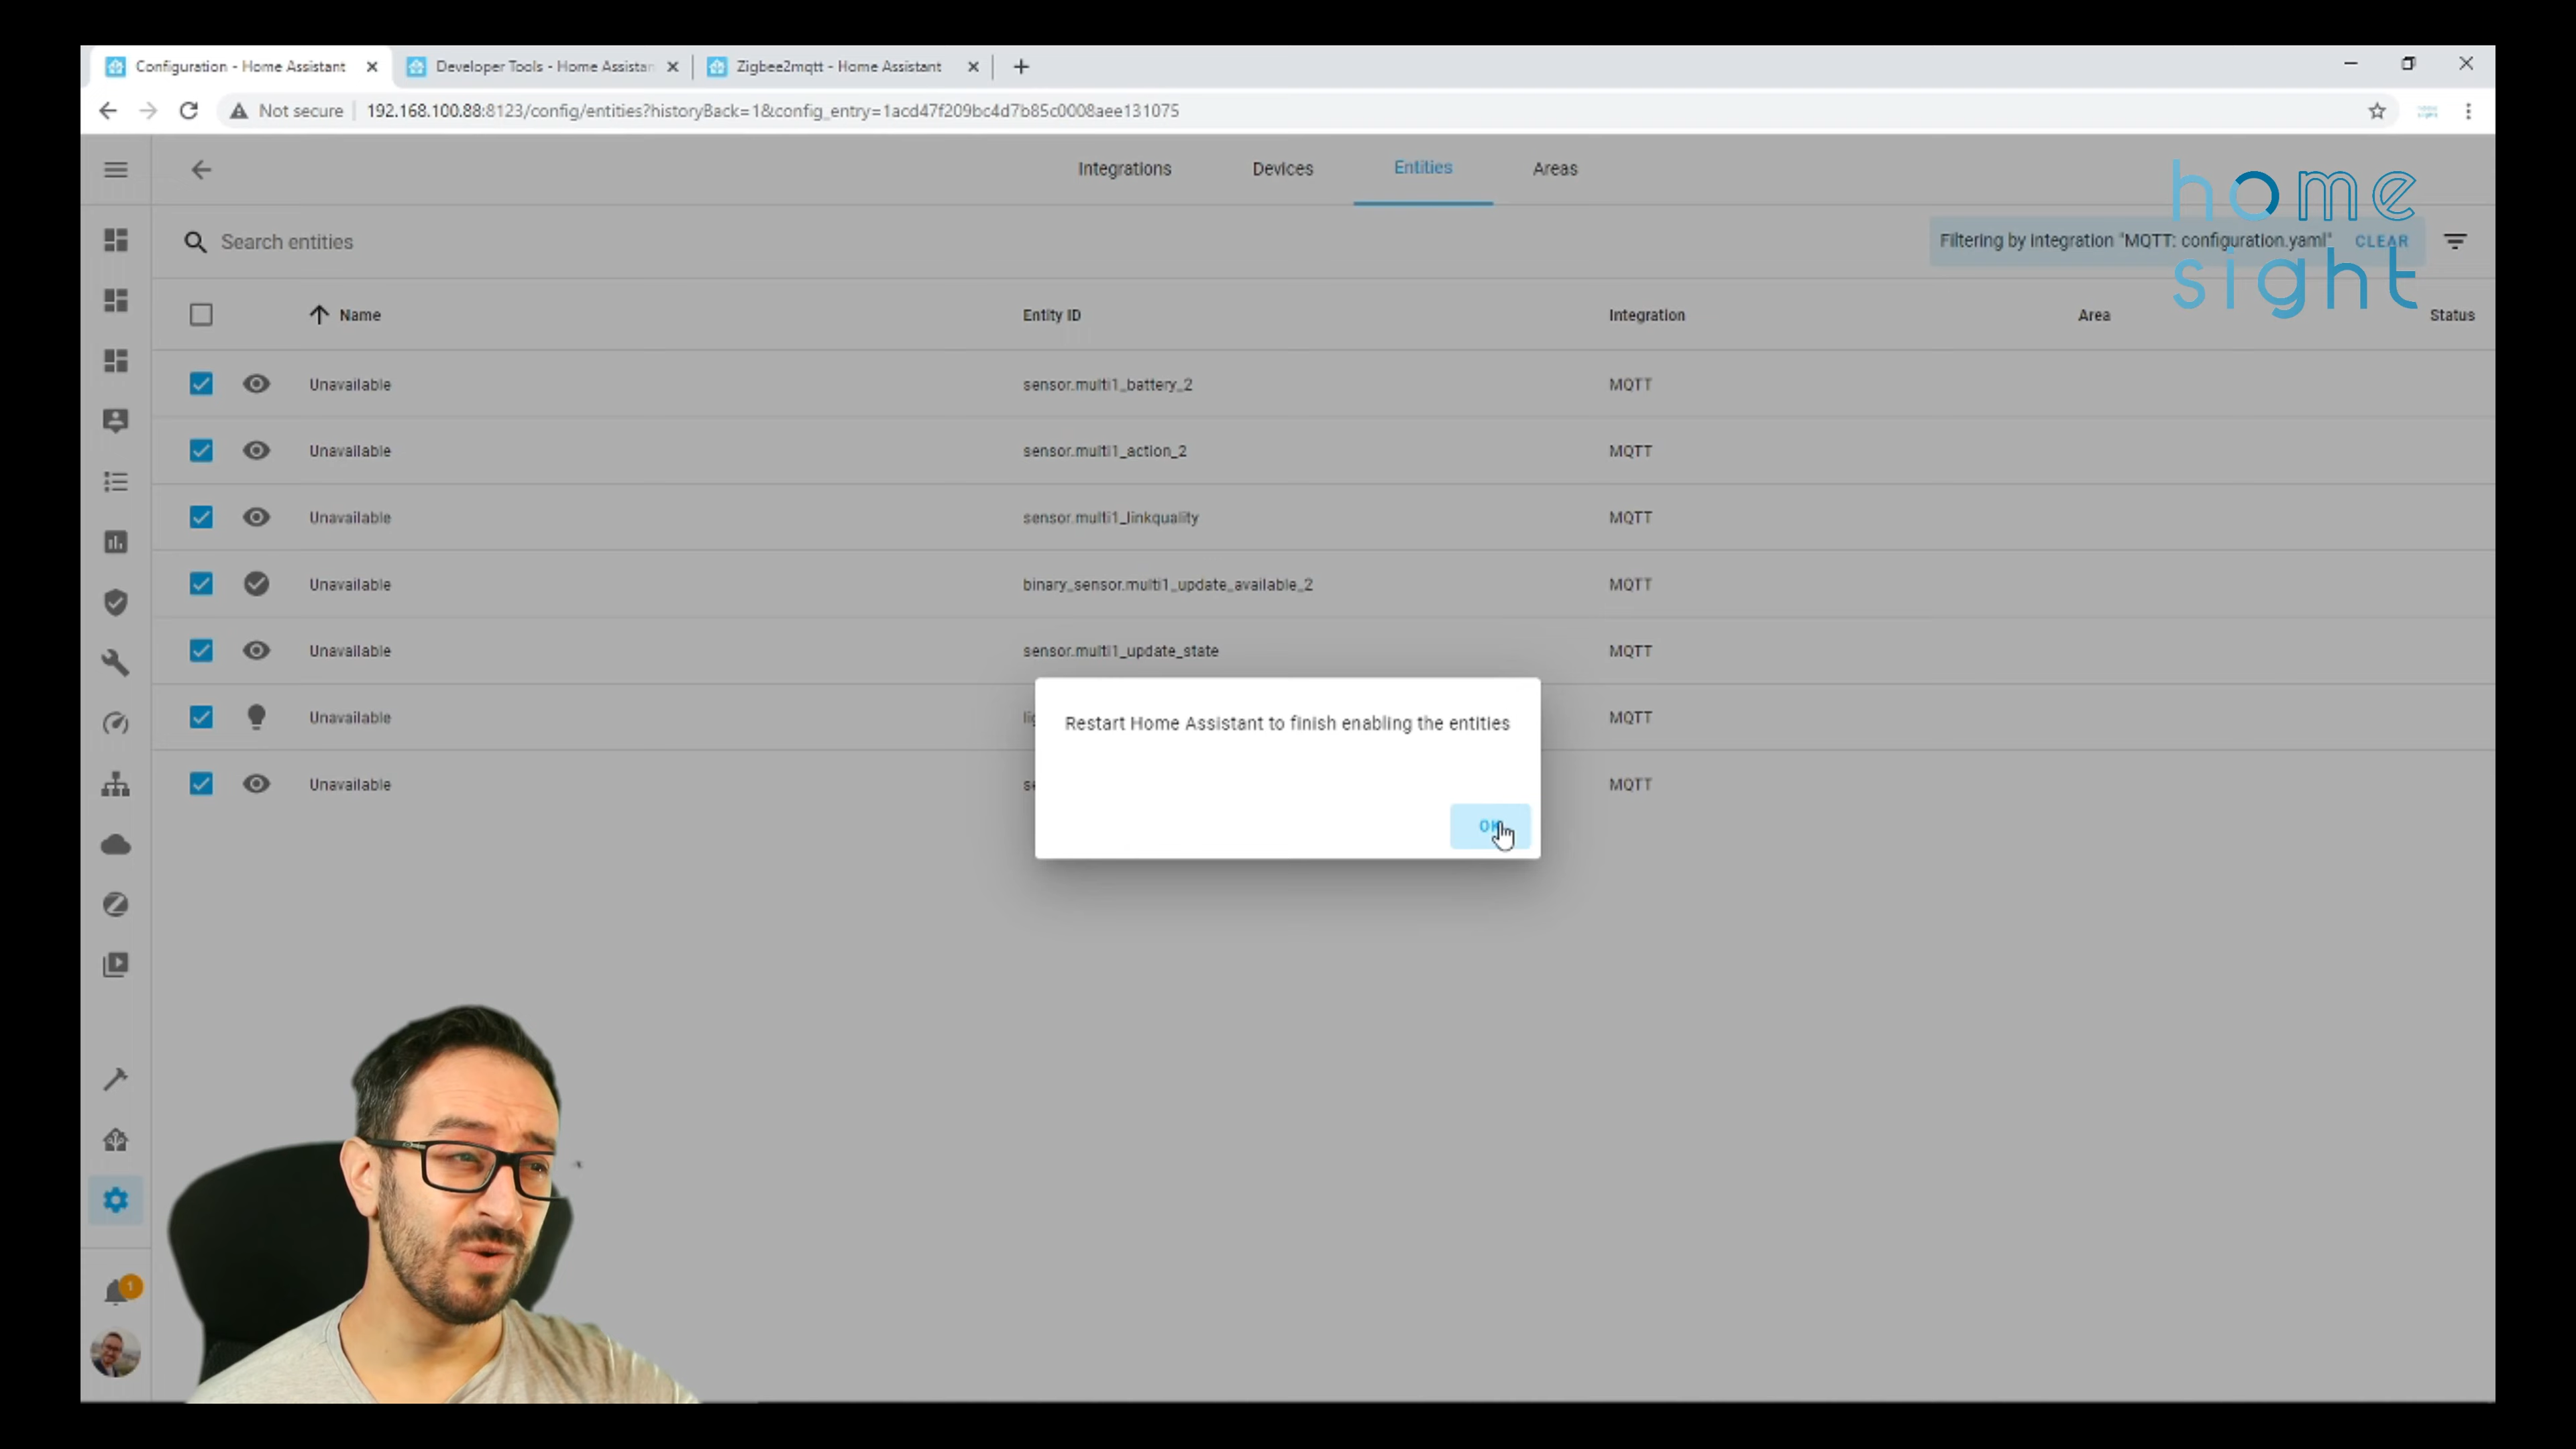 Configuration - Home Assistant
Developer Tools - Home Assistan
Zigbee2mqtt - Home Assistant
Not secure
192.168.100.88:8123/config/entities?historyBack=1&config_entry=1acd47f209bc4d7b85c0008aee131075
Integrations
Devices
Entities
Areas
home
sight
Search entities
Filtering by integration "MQTT: configuration.yaml"
CLEAR
Name
Entity ID
Integration
Area
Status
Unavailable
sensor.multi1_battery_2
MQTT
Unavailable
sensor.multi1_action_2
MQTT
Unavailable
sensor.multi1_linkquality
MQTT
Unavailable
binary_sensor.multi1_update_available_2
MQTT
Unavailable
sensor.multi1_update_state
MQTT
Unavailable
MQTT
Unavailable
MQTT
Restart Home Assistant to finish enabling the entities
OK
1